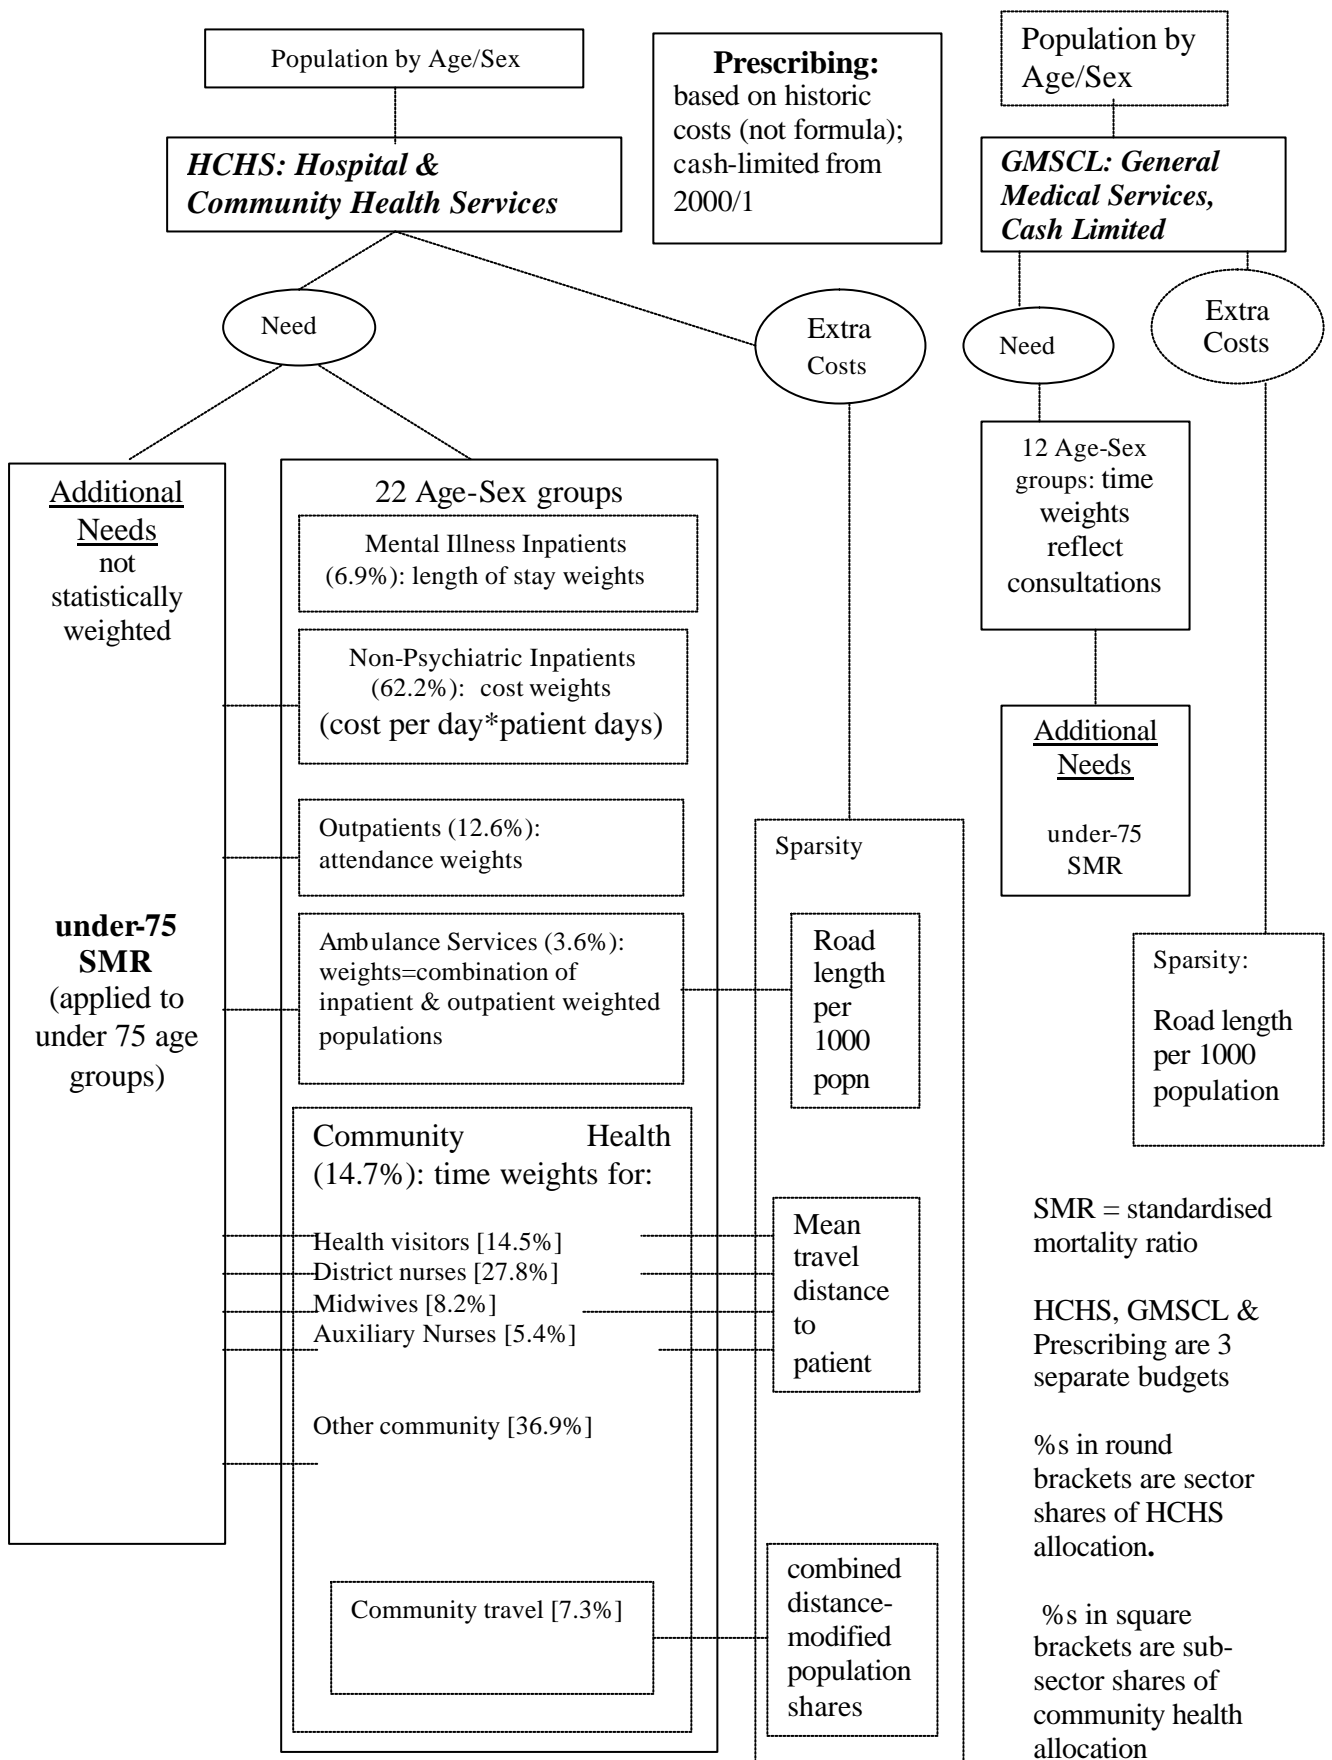 Population by Age/Sex
HCHS: Hospital &
Community Health Services
Prescribing:
based on historic
costs (not formula);
cash-limited from
2000/1
Population by
Age/Sex
GMSCL: General
Medical Services,
Cash Limited
Need
Extra
Costs
Need
Extra
Costs
Additional
Needs
not
statistically
weighted
under-75
SMR
(applied to
under 75 age
groups)
22 Age-Sex groups
Mental Illness Inpatients
(6.9%): length of stay weights
Non-Psychiatric Inpatients
(62.2%): cost weights
(cost per day*patient days)
Outpatients (12.6%):
attendance weights
Ambulance Services (3.6%):
weights=combination of
inpatient & outpatient weighted
populations
Community Health
(14.7%): time weights for:
Health visitors [14.5%]
District nurses [27.8%]
Midwives [8.2%]
Auxiliary Nurses [5.4%]
Other community [36.9%]
Community travel [7.3%]
Sparsity
Road
length
per
1000
popn
Mean
travel
distance
to
patient
combined
distance-
modified
population
shares
12 Age-Sex
groups: time
weights
reflect
consultations
Additional
Needs
under-75
SMR
Sparsity:
Road length
per 1000
population
SMR = standardised
mortality ratio
HCHS, GMSCL &
Prescribing are 3
separate budgets
%s in round
brackets are sector
shares of HCHS
allocation.
%s in square
brackets are sub-
sector shares of
community health
allocation